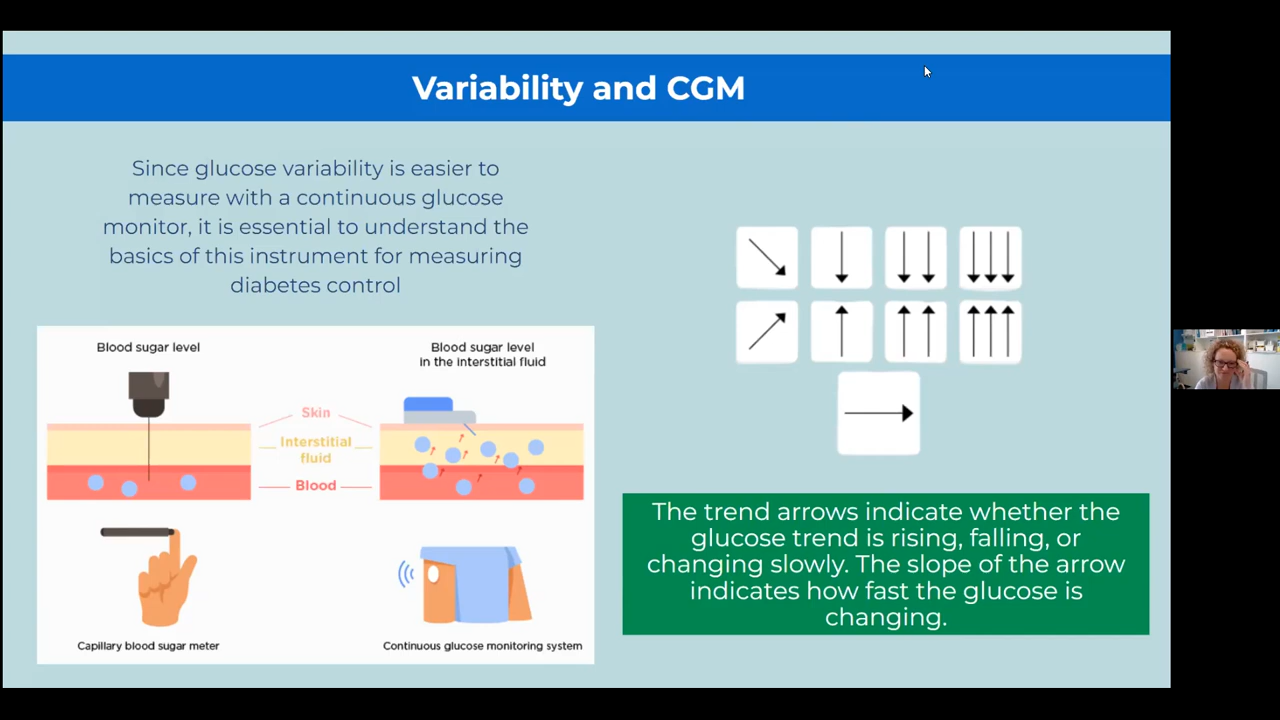 Variability and CGM
Since glucose variability is easier to
measure with a continuous glucose
monitor, it is essential to understand the
basics of this instrument for measuring
diabetes control
Blood sugar level
Blood sugar level
in the interstitial fluid
Skin
Interstitial
fluid
Blood
Capillary blood sugar meter
Continuous glucose monitoring system
The trend arrows indicate whether the
glucose trend is rising, falling, or
changing slowly. The slope of the arrow
indicates how fast the glucose is
changing.